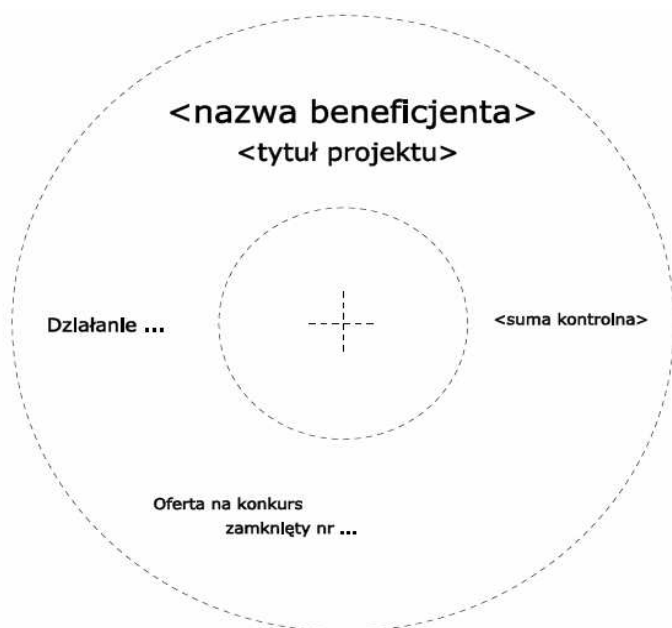 <nazwa beneficjenta>
<tytuł projektu>
Działanie ...
<suma kontrolna>
Oferta na konkurs
zamknięty nr ...